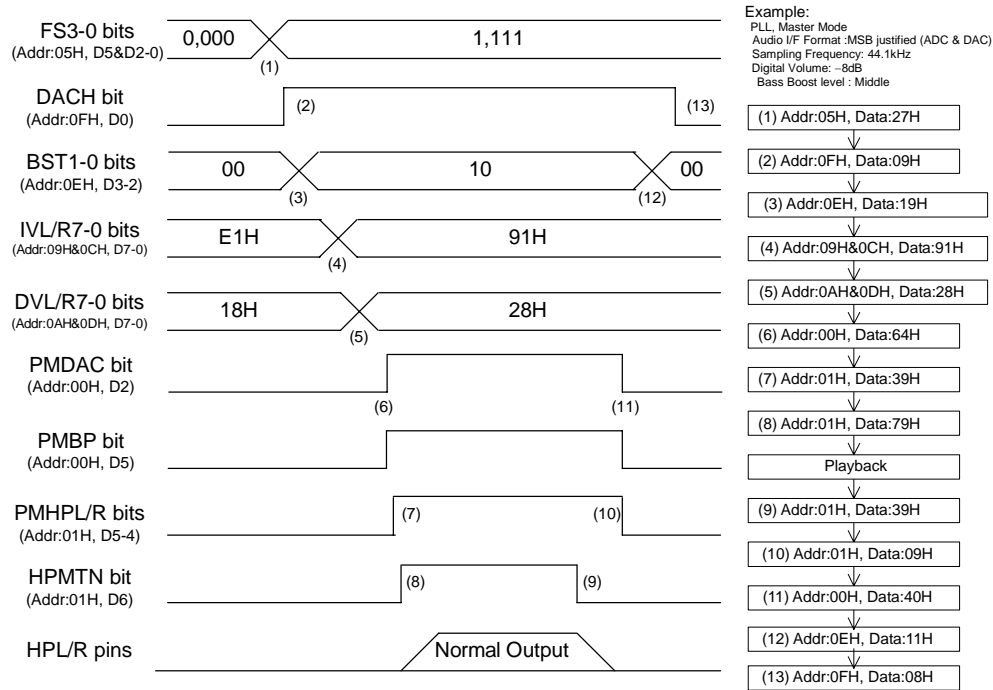 FS3-0 bits
(Addr:05H, D5&D2-0)
0,000
1,111
(1)
DACH bit
(Addr:0FH, D0)
(2)
(13)
BST1-0 bits
(Addr:0EH, D3-2)
00
10
00
(3)
(12)
IVL/R7-0 bits
(Addr:09H&0CH, D7-0)
E1H
91H
(4)
DVL/R7-0 bits
(Addr:0AH&0DH, D7-0)
18H
28H
(5)
PMDAC bit
(Addr:00H, D2)
(6)
(11)
PMBP bit
(Addr:00H, D5)
PMHPL/R bits
(Addr:01H, D5-4)
(7)
(10)
HPMTN bit
(Addr:01H, D6)
(8)
(9)
HPL/R pins
Normal Output
Example:
PLL, Master Mode
Audio I/F Format :MSB justified (ADC & DAC)
Sampling Frequency: 44.1kHz
Digital Volume: −8dB
Bass Boost level : Middle
(1) Addr:05H, Data:27H
(2) Addr:0FH, Data:09H
(3) Addr:0EH, Data:19H
(4) Addr:09H&0CH, Data:91H
(5) Addr:0AH&0DH, Data:28H
(6) Addr:00H, Data:64H
(7) Addr:01H, Data:39H
(8) Addr:01H, Data:79H
Playback
(9) Addr:01H, Data:39H
(10) Addr:01H, Data:09H
(11) Addr:00H, Data:40H
(12) Addr:0EH, Data:11H
(13) Addr:0FH, Data:08H